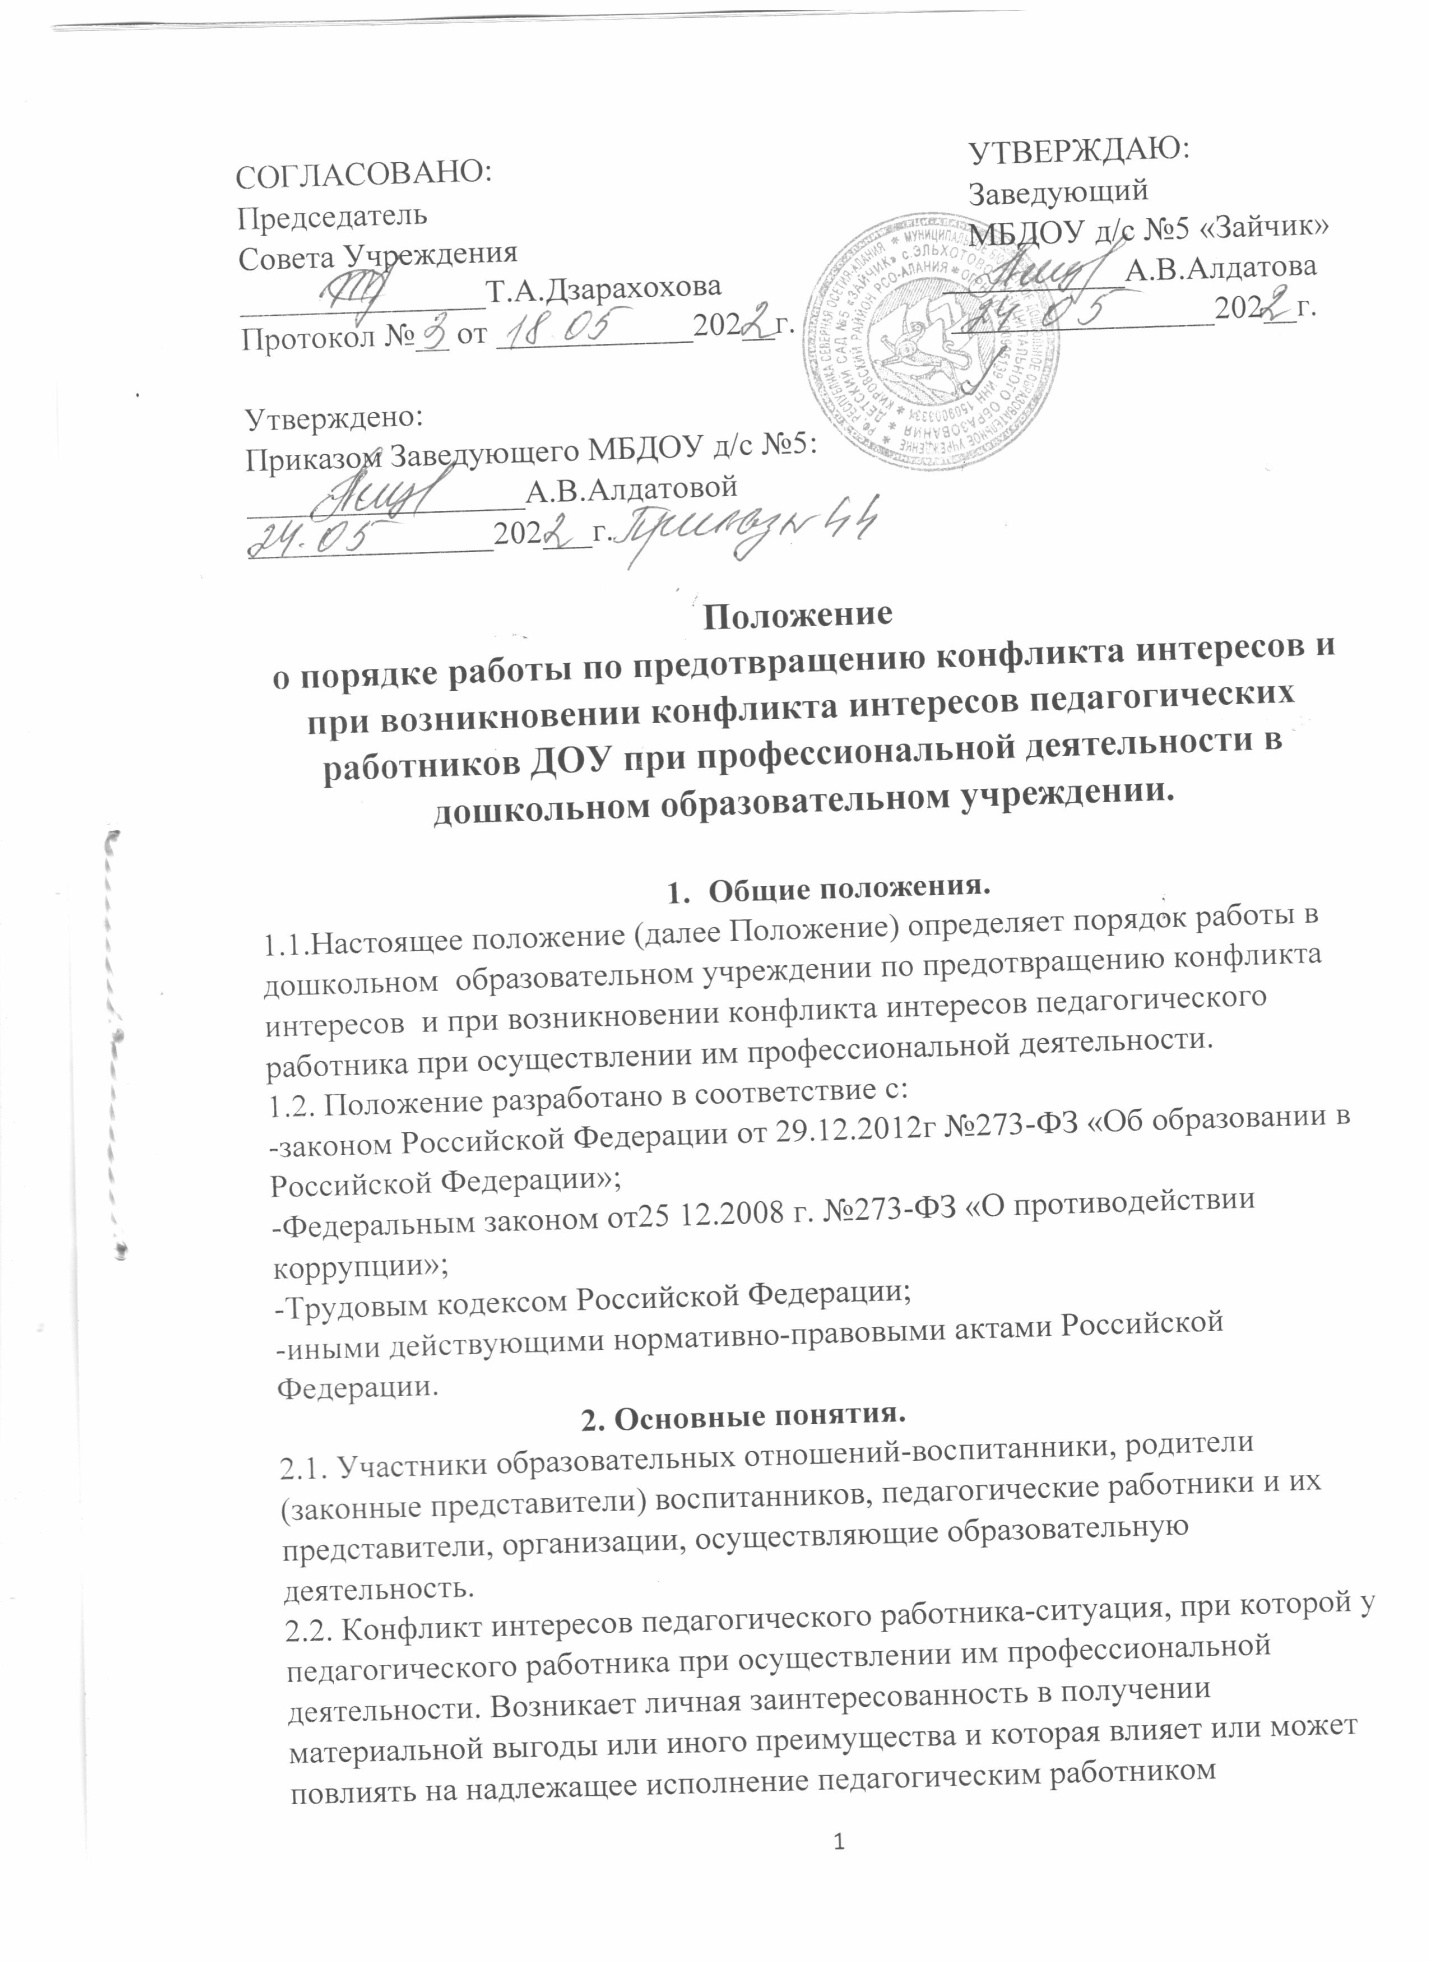 СОГЛАСОВАНО:
Председатель
Совета Учреждения
Т.А.Дзарахохова
Протокол № 3 от 18 05 2022 г.
УТВЕРЖДАЮ:
Заведующий
МБДОУ д/с №5 «Зайчик»
А.В.Алдатова
24 05 2022 г.
Утверждено:
Приказом Заведующего МБДОУ д/с №5:
А.В.Алдатовой
24.05 2022 г. Приказ № 44
Положение
о порядке работы по предотвращению конфликта интересов и
при возникновении конфликта интересов педагогических
работников ДОУ при профессиональной деятельности в
дошкольном образовательном учреждении.
1. Общие положения.
1.1.Настоящее положение (далее Положение) определяет порядок работы в
дошкольном образовательном учреждении по предотвращению конфликта
интересов и при возникновении конфликта интересов педагогического
работника при осуществлении им профессиональной деятельности.
1.2. Положение разработано в соответствие с:
-законом Российской Федерации от 29.12.2012г №273-ФЗ «Об образовании в
Российской Федерации»;
-Федеральным законом от25 12.2008 г. №273-ФЗ «О противодействии
коррупции»;
-Трудовым кодексом Российской Федерации;
-иными действующими нормативно-правовыми актами Российской
Федерации.
2. Основные понятия.
2.1. Участники образовательных отношений-воспитанники, родители
(законные представители) воспитанников, педагогические работники и их
представители, организации, осуществляющие образовательную
деятельность.
2.2. Конфликт интересов педагогического работника-ситуация, при которой у
педагогического работника при осуществлении им профессиональной
деятельности. Возникает личная заинтересованность в получении
материальной выгоды или иного преимущества и которая влияет или может
повлиять на надлежащее исполнение педагогическим работником
1